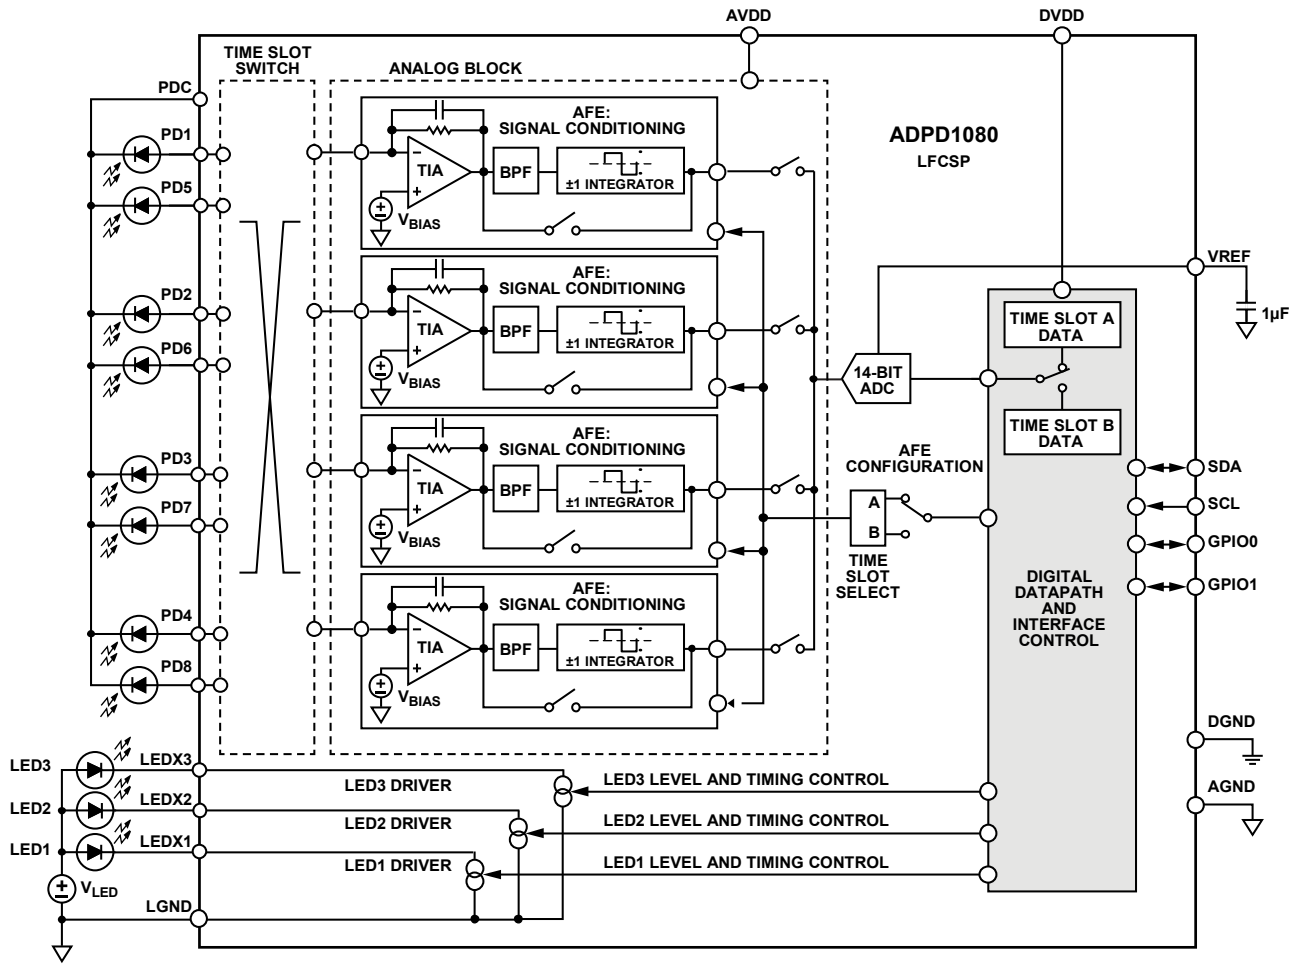 AVDD
DVDD
TIME SLOT
SWITCH
ANALOG BLOCK
PDC
PD1
PD5
PD2
PD6
PD3
PD7
PD4
PD8
AFE:
SIGNAL CONDITIONING
TIA
BPF
±1 INTEGRATOR
VBIAS
AFE:
SIGNAL CONDITIONING
TIA
BPF
±1 INTEGRATOR
VBIAS
AFE:
SIGNAL CONDITIONING
TIA
BPF
±1 INTEGRATOR
VBIAS
AFE:
SIGNAL CONDITIONING
TIA
BPF
±1 INTEGRATOR
VBIAS
ADPD1080
LFCSP
VREF
1µF
TIME SLOT A
DATA
14-BIT
ADC
TIME SLOT B
DATA
AFE
CONFIGURATION
A
B
TIME
SLOT
SELECT
SDA
SCL
GPIO0
GPIO1
DIGITAL
DATAPATH
AND
INTERFACE
CONTROL
DGND
AGND
LED3
LEDX3
LED3 DRIVER
LED3 LEVEL AND TIMING CONTROL
LED2
LEDX2
LED2 DRIVER
LED2 LEVEL AND TIMING CONTROL
LED1
LEDX1
LED1 DRIVER
LED1 LEVEL AND TIMING CONTROL
VLED
LGND